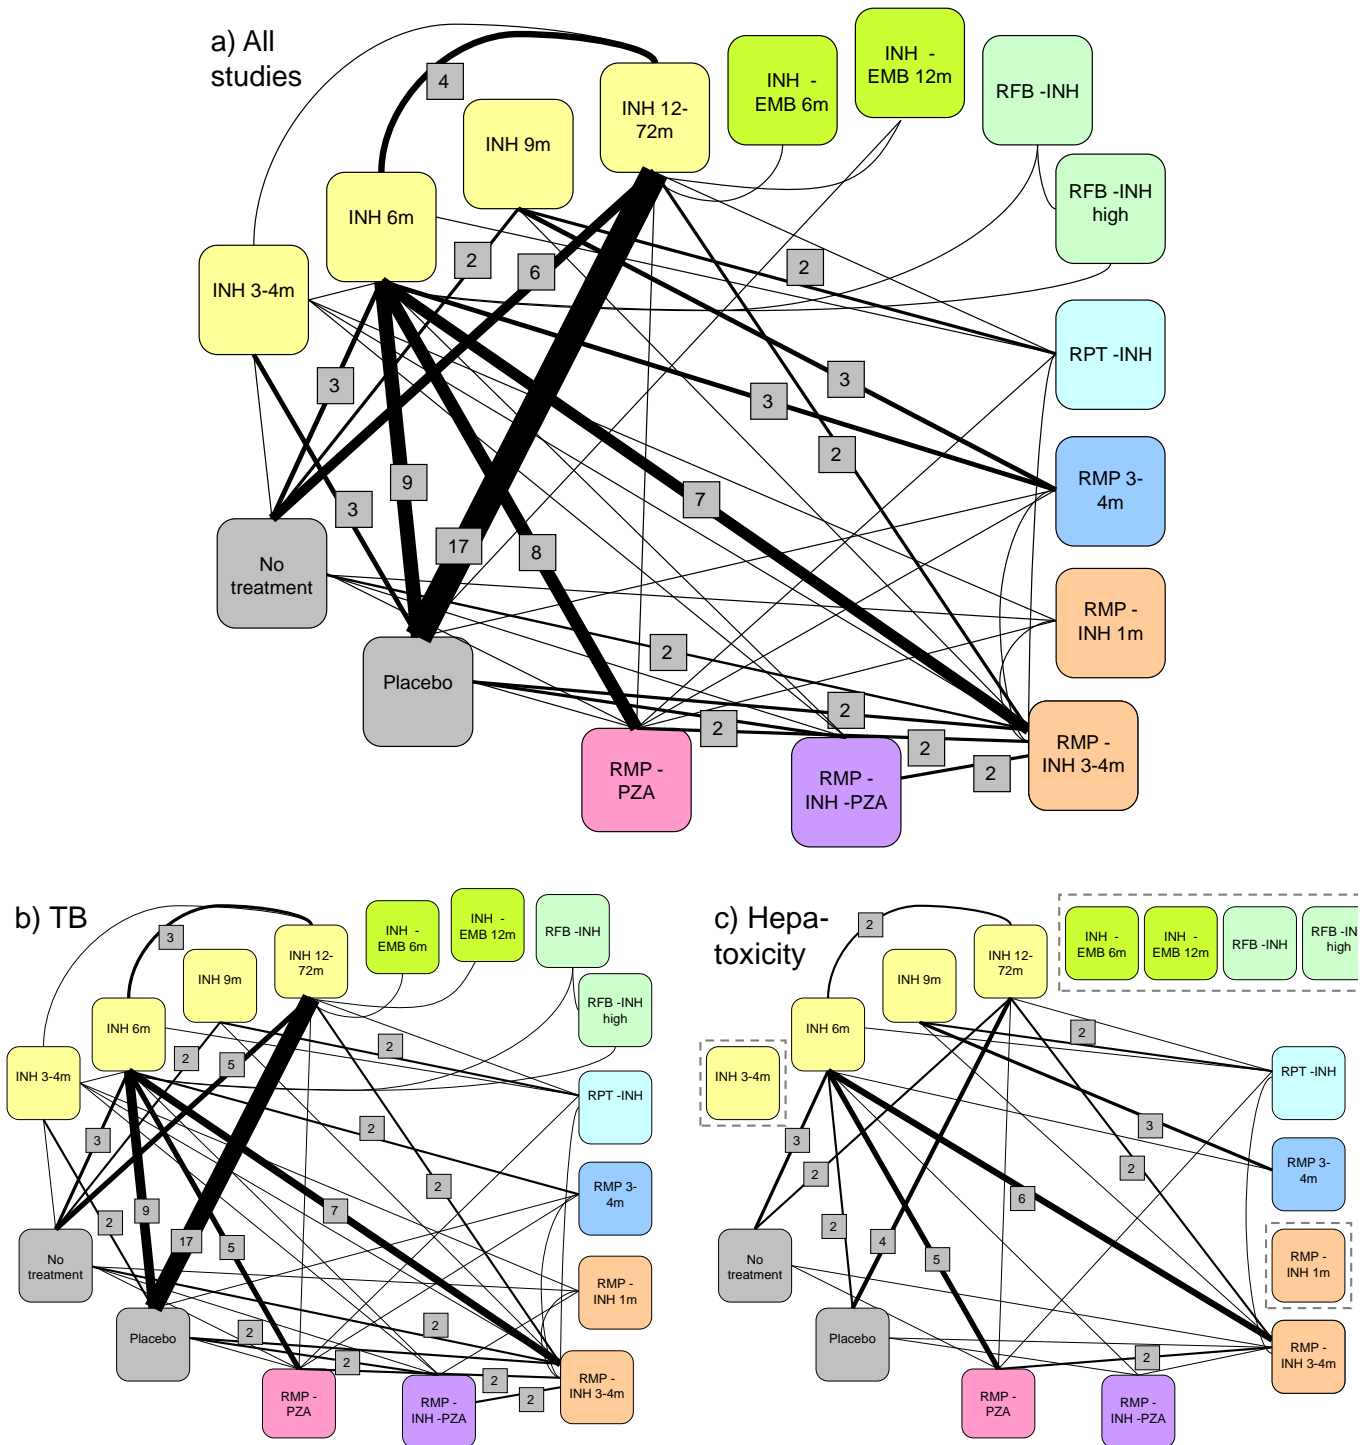 a) All
studies
4
INH 12-
72m
INH -
EMB 6m
INH -
EMB 12m
RFB -INH
INH 9m
RFB -INH
high
INH 6m
INH 3-4m
2
6
2
RPT -INH
3
3
3
RMP 3-
4m
9
3
2
7
17
8
No
treatment
RMP -
INH 1m
2
Placebo
2
2
2
2
RMP -
PZA
RMP -
INH -PZA
RMP -
INH 3-4m
b) TB
3
INH 12-
72m
INH -
EMB 6m
INH -
EMB 12m
RFB -INH
INH 9m
RFB -INH
high
INH 6m
INH 3-4m
2
5
2
RPT -INH
3
2
RMP 3-
4m
2
9
17
5
7
2
No
treatment
RMP -
INH 1m
Placebo
2
2
2
2
2
RMP -
PZA
RMP -
INH -PZA
RMP -
INH 3-4m
c) Hepa-
toxicity
2
INH 12-
72m
INH -
EMB 6m
INH -
EMB 12m
RFB -INH
RFB -IN
high
INH 9m
INH 6m
INH 3-4m
2
RPT -INH
3
2
3
RMP 3-
4m
2
2
4
5
6
No
treatment
RMP -
INH 1m
Placebo
2
RMP -
PZA
RMP -
INH -PZA
RMP -
INH 3-4m